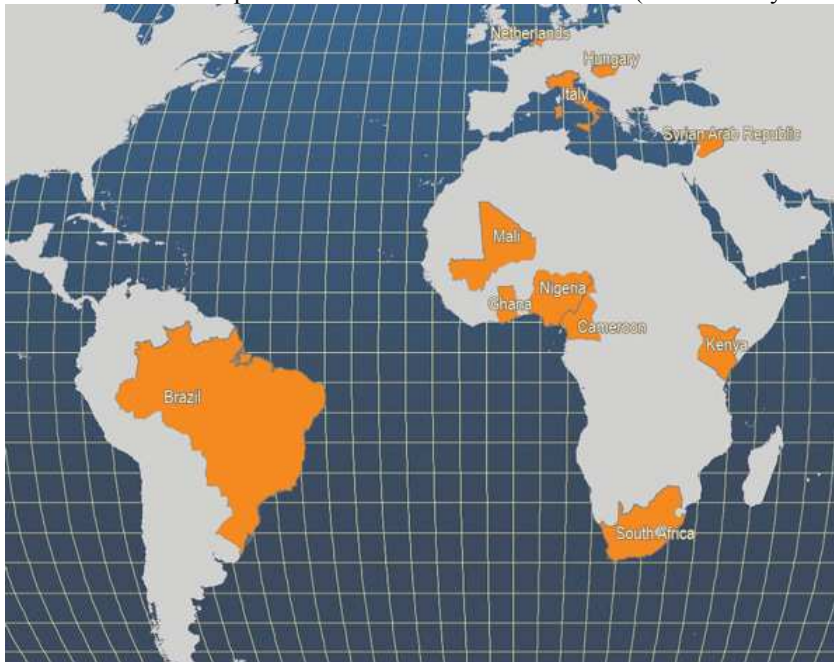 Netherlands
Hungary
Italy
Syrian Arab Republic
Mali
Nigeria
Ghana
Cameroon
Kenya
Brazil
South Africa